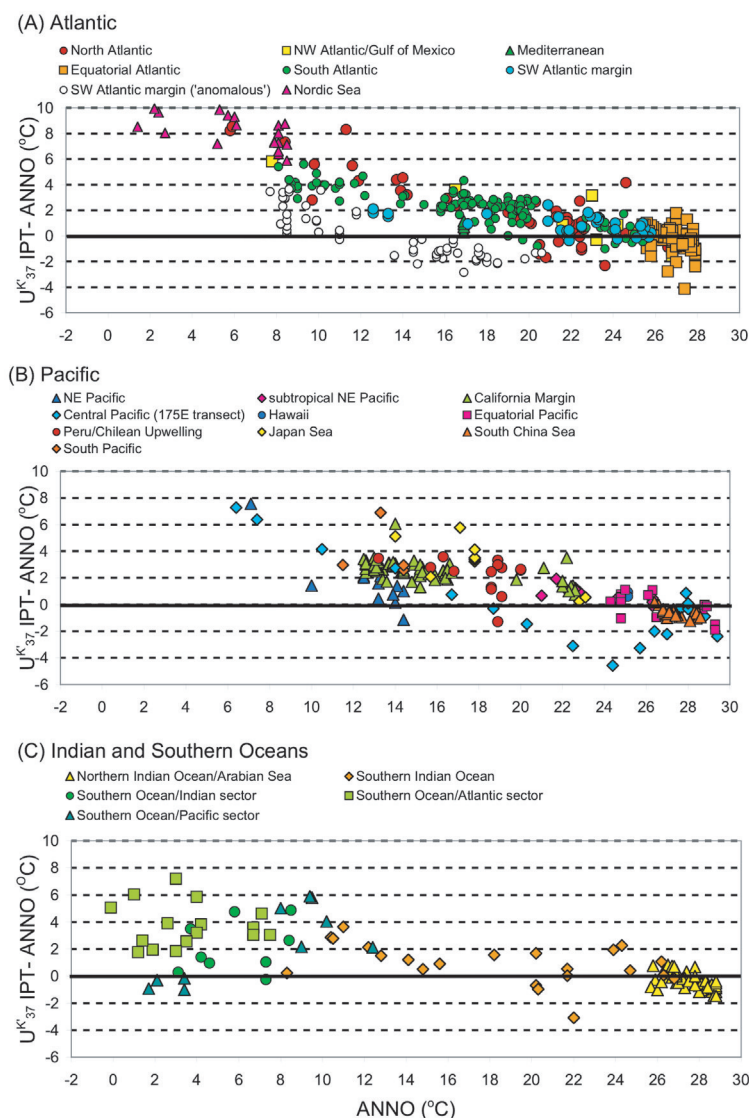 (A) Atlantic
North Atlantic NW Atlantic/Gulf of Mexico Mediterranean
Equatorial Atlantic South Atlantic SW Atlantic margin
SW Atlantic margin ('anomalous') Nordic Sea
U^K'_37 IPT- ANNO (°C)
10
8
6
4
2
0
-2
-4
-6
-2 0 2 4 6 8 10 12 14 16 18 20 22 24 26 28 30
(B) Pacific
NE Pacific subtropical NE Pacific California Margin
Central Pacific (175E transect) Hawaii Equatorial Pacific
Peru/Chilean Upwelling Japan Sea South China Sea
South Pacific
U^K'_37 IPT- ANNO (°C)
10
8
6
4
2
0
-2
-4
-6
-2 0 2 4 6 8 10 12 14 16 18 20 22 24 26 28 30
(C) Indian and Southern Oceans
Northern Indian Ocean/Arabian Sea Southern Indian Ocean
Southern Ocean/Indian sector Southern Ocean/Atlantic sector
Southern Ocean/Pacific sector
U^K'_37 IPT- ANNO (°C)
10
8
6
4
2
0
-2
-4
-6
-2 0 2 4 6 8 10 12 14 16 18 20 22 24 26 28 30
ANNO (°C)